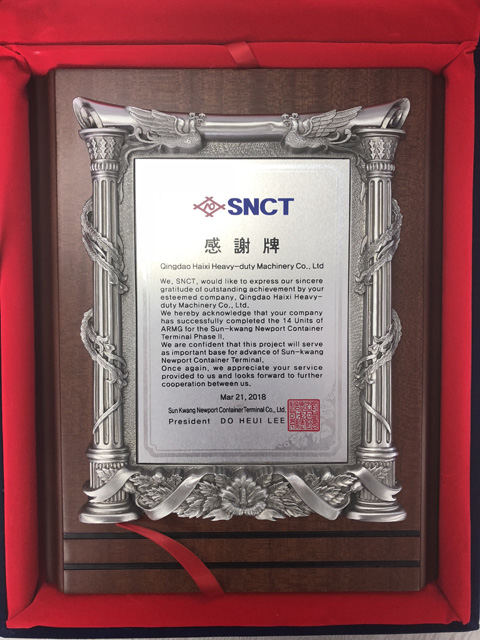 SNCT
感謝牌
Qingdao Haixi Heavy-duty Machinery Co., Ltd
We, SNCT, would like to express our sincere
gratitude of outstanding achievement by your
esteemed company, Qingdao Haixi Heavy-
duty Machinery Co., Ltd.
We hereby acknowledge that your company
has successfully completed the 14 Units of
ARMG for the Sun-kwang Newport Container
Terminal Phase II.
We are confident that this project will serve
as important base for advance of Sun-kwang
Newport Container Terminal.
Once again, we appreciate your service
provided to us and looks forward to further
cooperation between us.
Mar 21, 2018
Sun Kwang Newport Container Terminal Co., Ltd.
President DO HEUI LEE